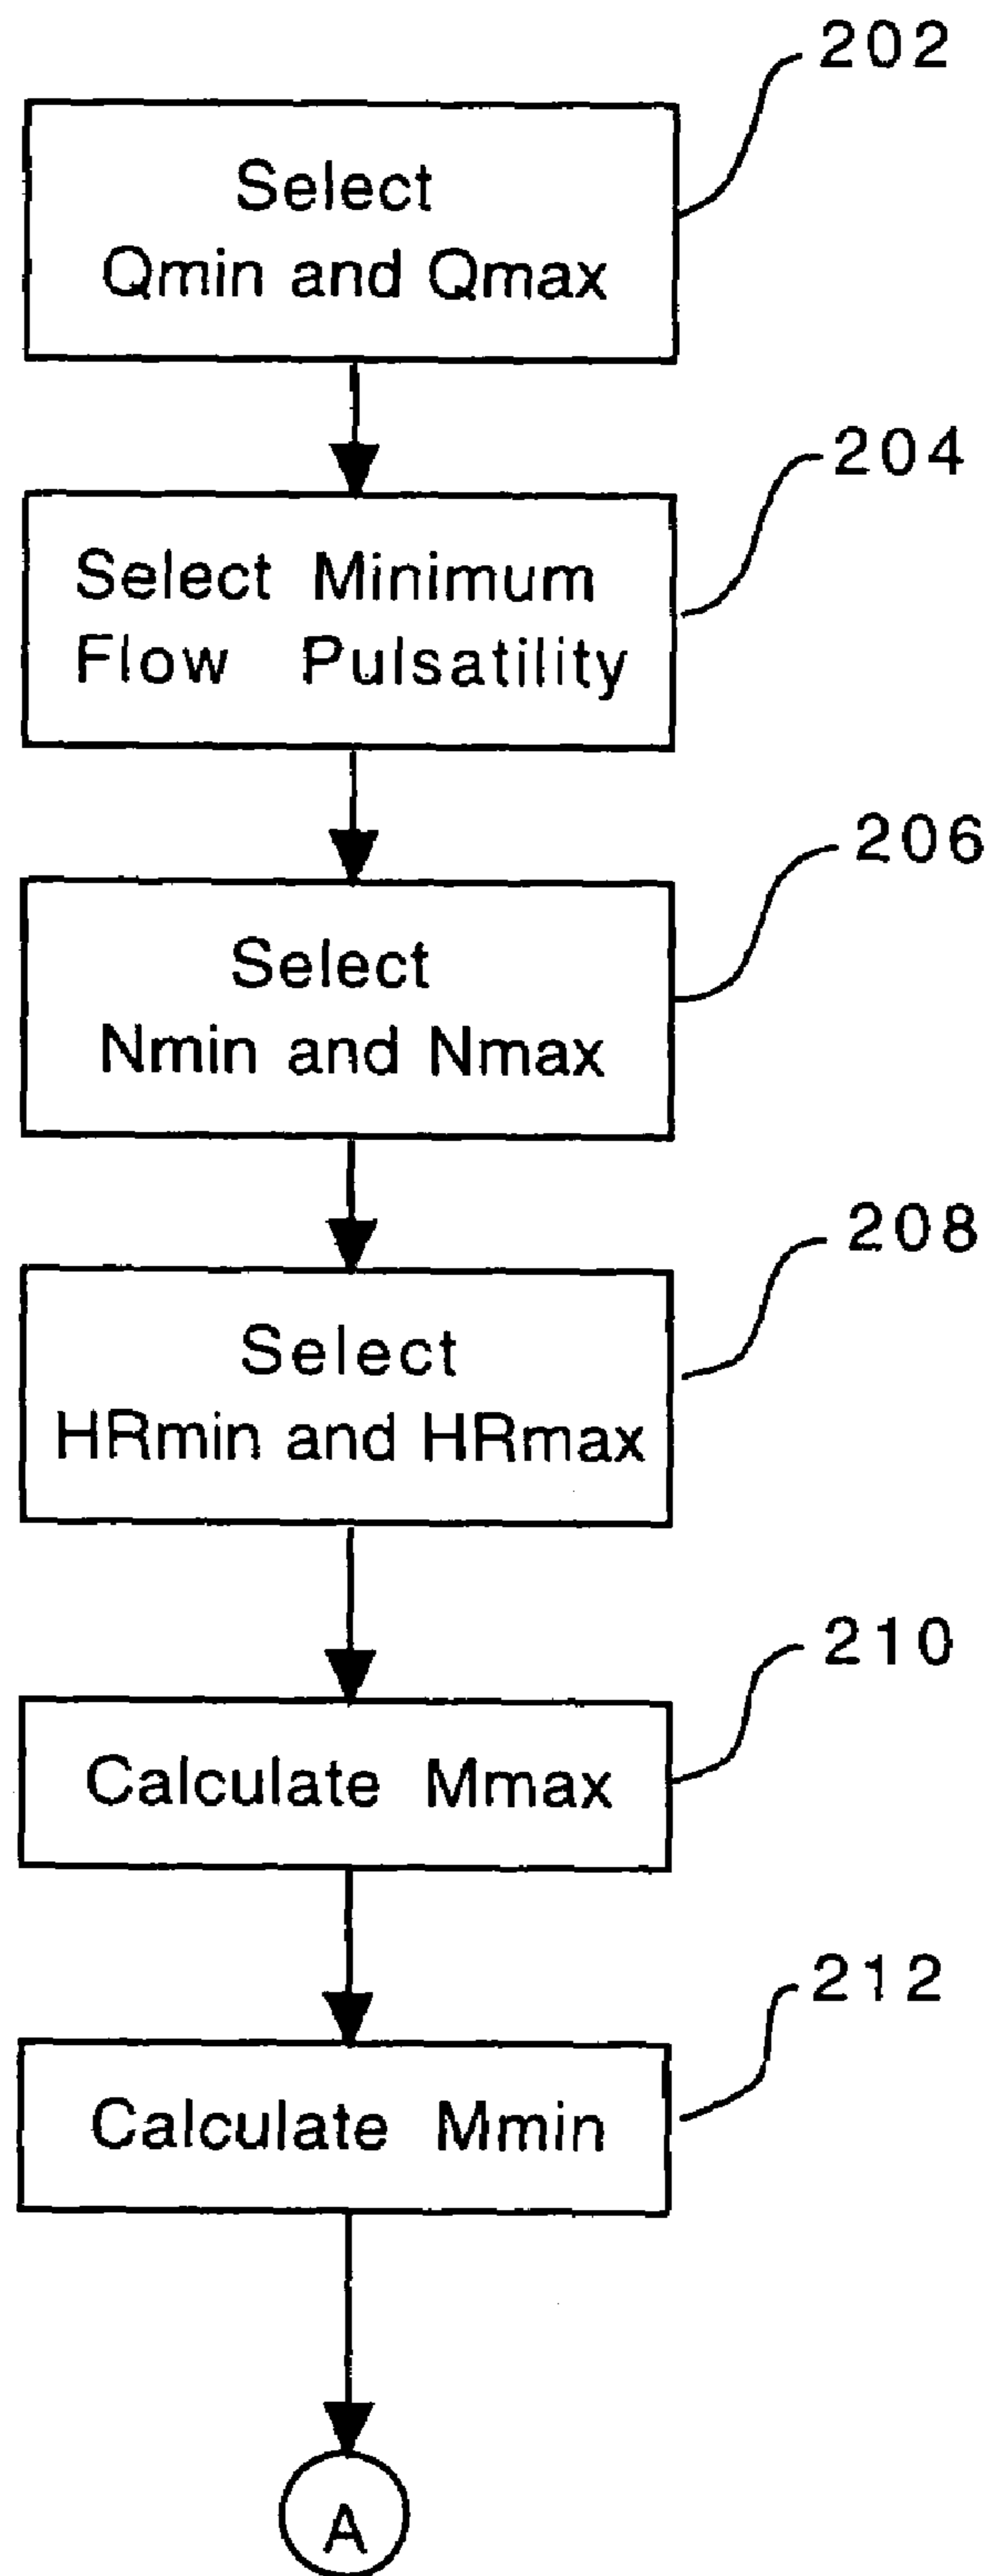 202
Select
Qmin and Qmax
204
Select Minimum
Flow Pulsatility
206
Select
Nmin and Nmax
208
Select
HRmin and HRmax
210
Calculate Mmax
212
Calculate Mmin
A